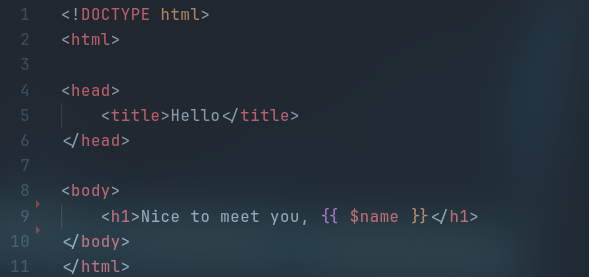 1 <!DOCTYPE html>
2 <html>
3
4 <head>
5     <title>Hello</title>
6 </head>
7
8 <body>
9     <h1>Nice to meet you, {{ $name }}</h1>
10 </body>
11 </html>